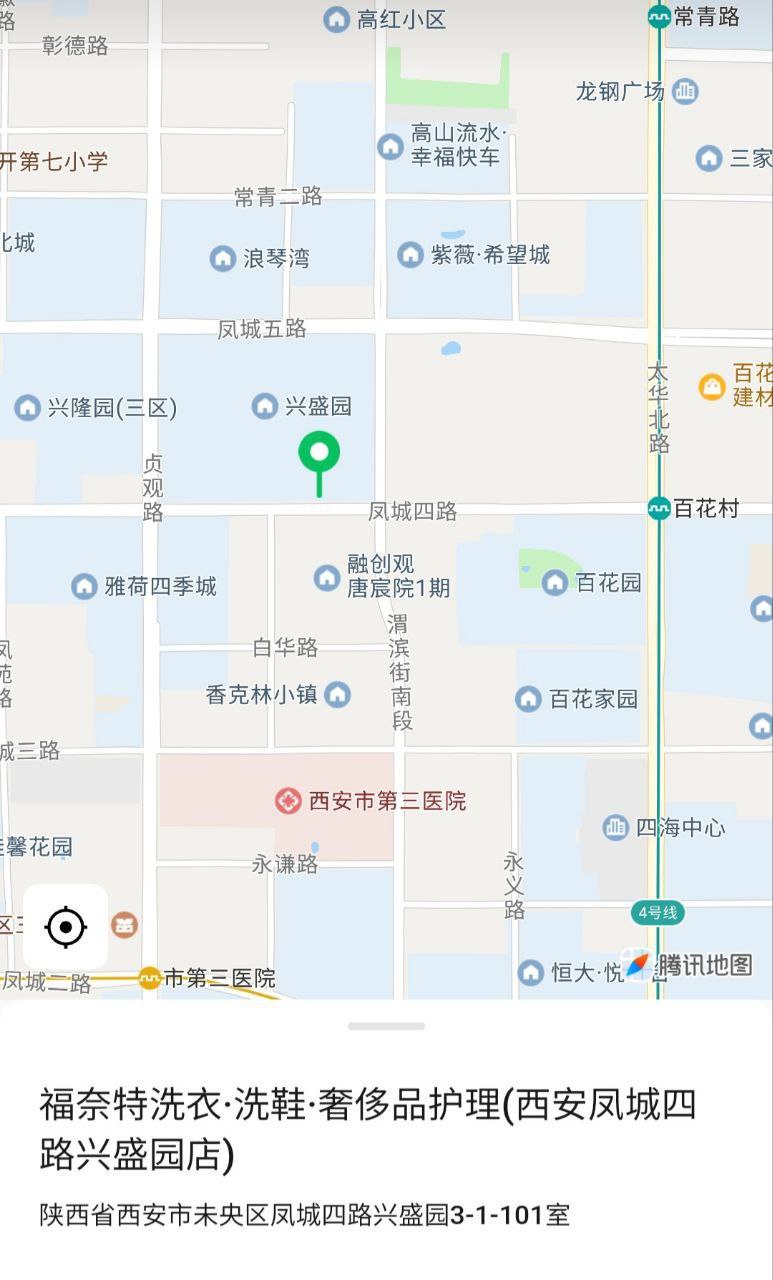 高红小区
常青路
彰德路
龙钢广场
高山流水·
幸福快车
开第七小学
三家
常青二路
北城
浪琴湾
紫薇·希望城
凤城五路
太华北路
百花
建材
兴隆园(三区)
兴盛园
贞观路
凤城四路
百花村
融创观
唐宸院1期
雅荷四季城
百花园
渭滨街南段
白华路
凤苑路
香克林小镇
百花家园
城三路
西安市第三医院
四海中心
馨花园
永谦路
永义路
4号线
区三
恒大·悦
腾讯地图
凤城二路
市第三医院
福奈特洗衣·洗鞋·奢侈品护理(西安凤城四
路兴盛园店)
陕西省西安市未央区凤城四路兴盛园3-1-101室